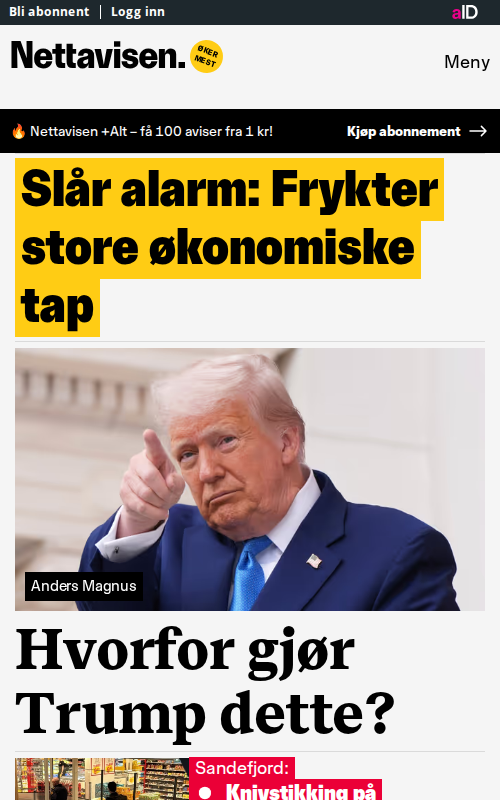 Bli abonnent | Logg inn
aID
Nettavisen.
ØKER
MEST
Meny
🔥 Nettavisen +Alt – få 100 aviser fra 1 kr!
Kjøp abonnement →
Slår alarm: Frykter
store økonomiske
tap
Anders Magnus
Hvorfor gjør
Trump dette?
Sandefjord:
Knivstikking på